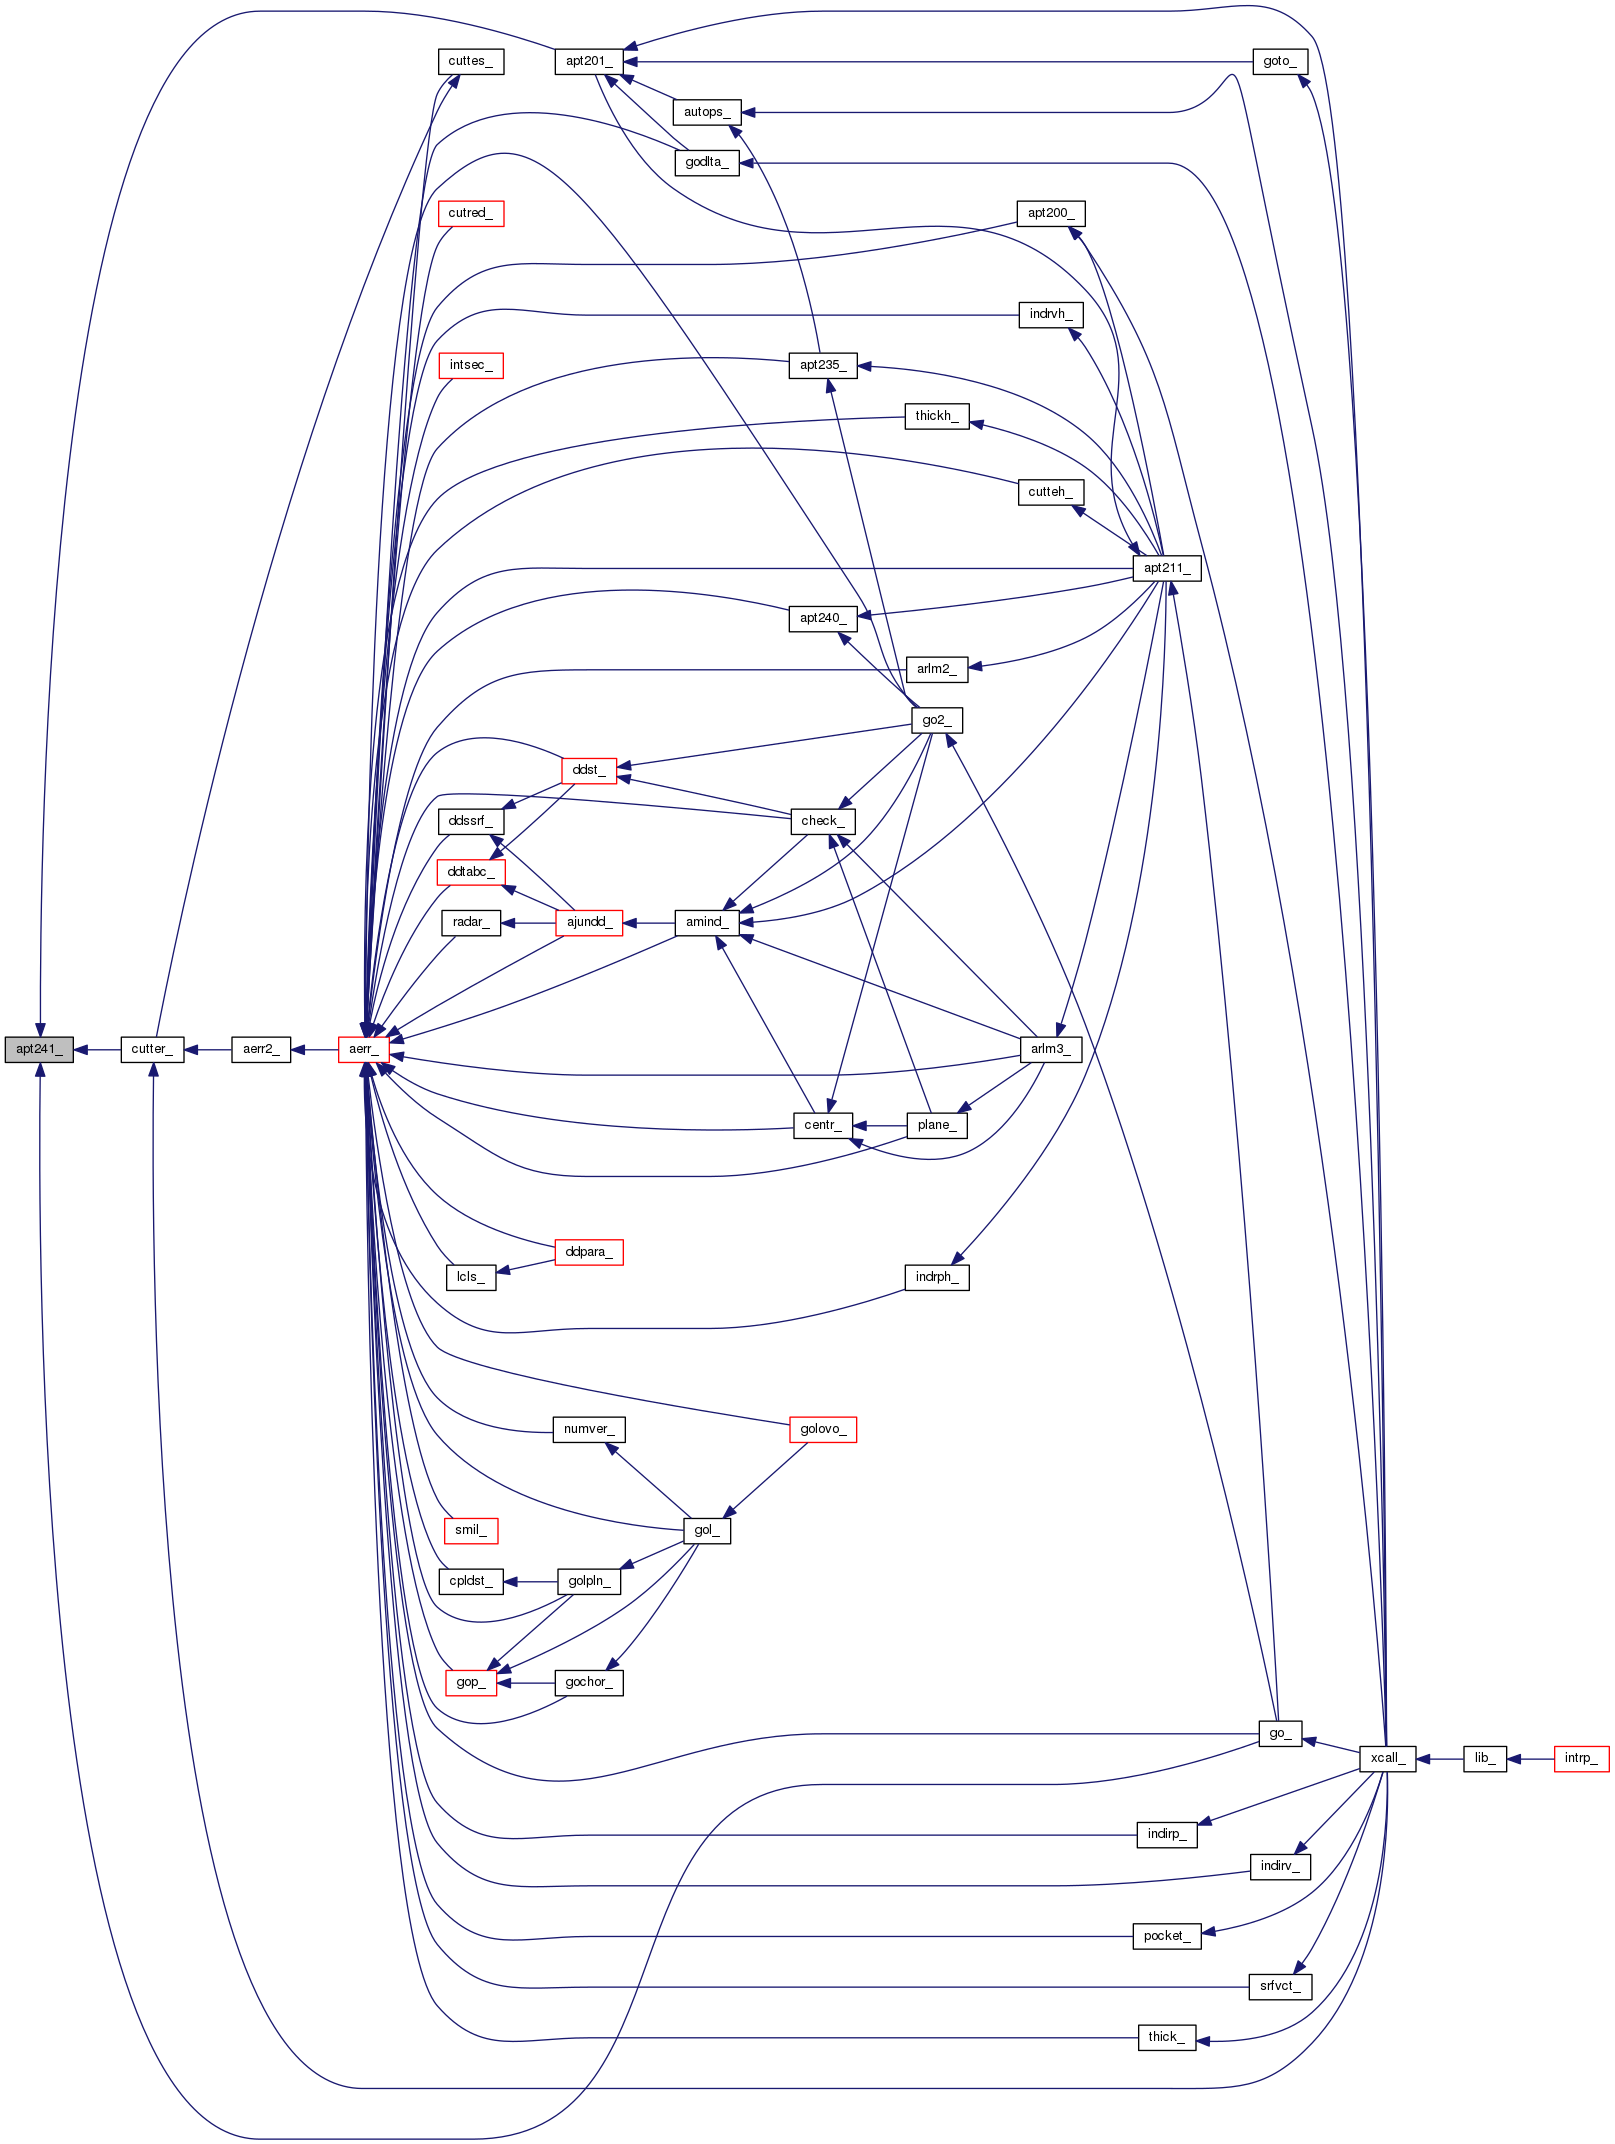 cuttes_
apt201_
goto_
autops_
godlta_
cutred_
apt200_
indrvh_
intsec_
apt235_
thickh_
cutteh_
apt211_
apt240_
arlm2_
go2_
ddst_
ddssrf_
check_
ddtabc_
radar_
ajundd_
amind_
apt241_
cutter_
aerr2_
aerr_
arlm3_
centr_
plane_
ddpara_
lcls_
indrph_
numver_
golovo_
smil_
gol_
cpldst_
golpln_
gop_
gochor_
go_
xcall_
lib_
intrp_
indirp_
indirv_
pocket_
srfvct_
thick_